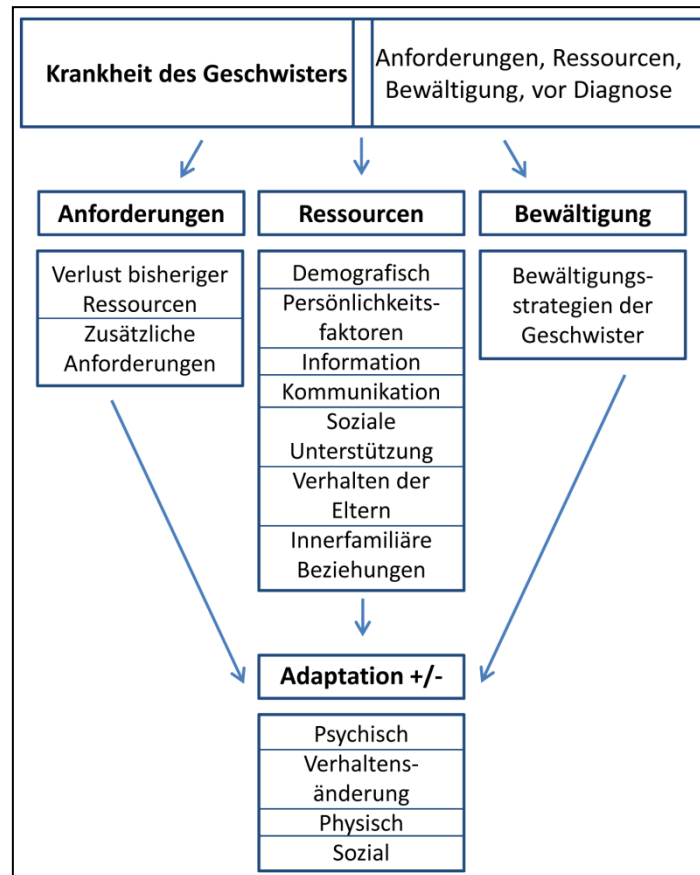 Krankheit des Geschwisters
Anforderungen, Ressourcen,
Bewältigung, vor Diagnose
Anforderungen
Verlust bisheriger
Ressourcen
Zusätzliche
Anforderungen
Ressourcen
Demografisch
Persönlichkeits-
faktoren
Information
Kommunikation
Soziale
Unterstützung
Verhalten der
Eltern
Innerfamiliäre
Beziehungen
Bewältigung
Bewältigungs-
strategien der
Geschwister
Adaptation +/-
Psychisch
Verhaltens-
änderung
Physisch
Sozial